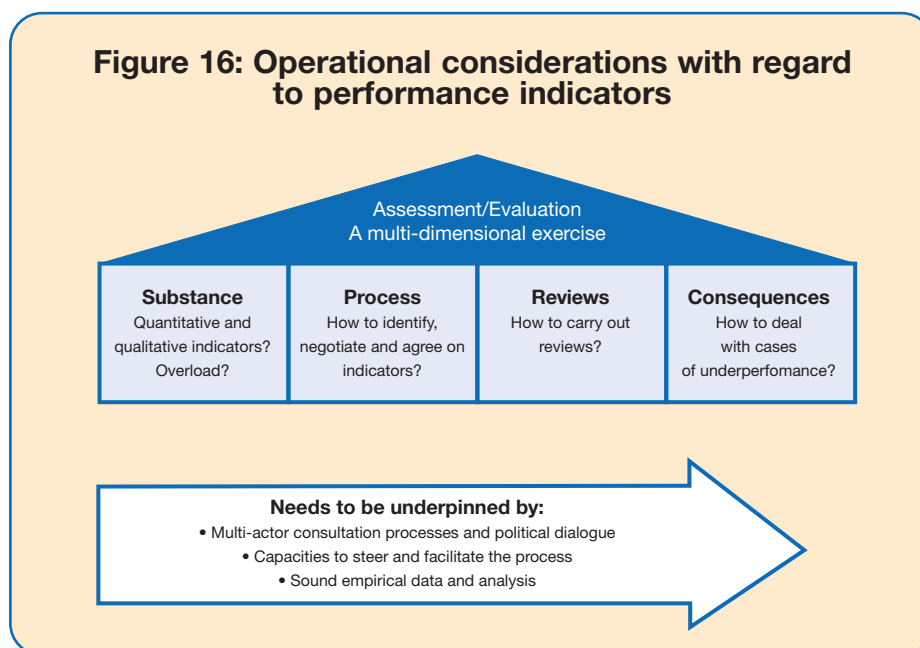 Figure 16: Operational considerations with regard
to performance indicators
Assessment/Evaluation
A multi-dimensional exercise
Substance
Quantitative and
qualitative indicators?
Overload?
Process
How to identify,
negotiate and agree on
indicators?
Reviews
How to carry out
reviews?
Consequences
How to deal
with cases
of underperfomance?
Needs to be underpinned by:
• Multi-actor consultation processes and political dialogue
• Capacities to steer and facilitate the process
• Sound empirical data and analysis